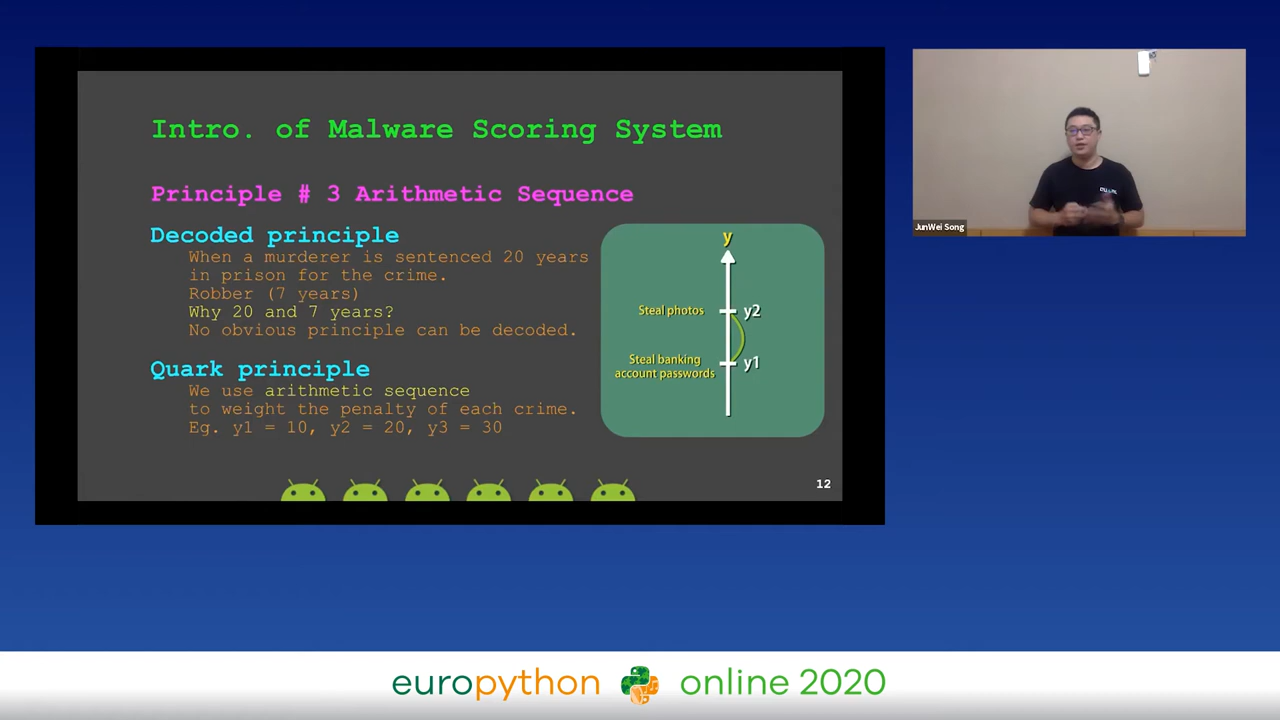 Intro. of Malware Scoring System
Principle # 3 Arithmetic Sequence
Decoded principle
When a murderer is sentenced 20 years
in prison for the crime.
Robber (7 years)
Why 20 and 7 years?
No obvious principle can be decoded.
Quark principle
We use arithmetic sequence
to weight the penalty of each crime.
Eg. y1 = 10, y2 = 20, y3 = 30
y
Steal photos
y2
Steal banking
account passwords
y1
12
JunWei Song
europython online 2020